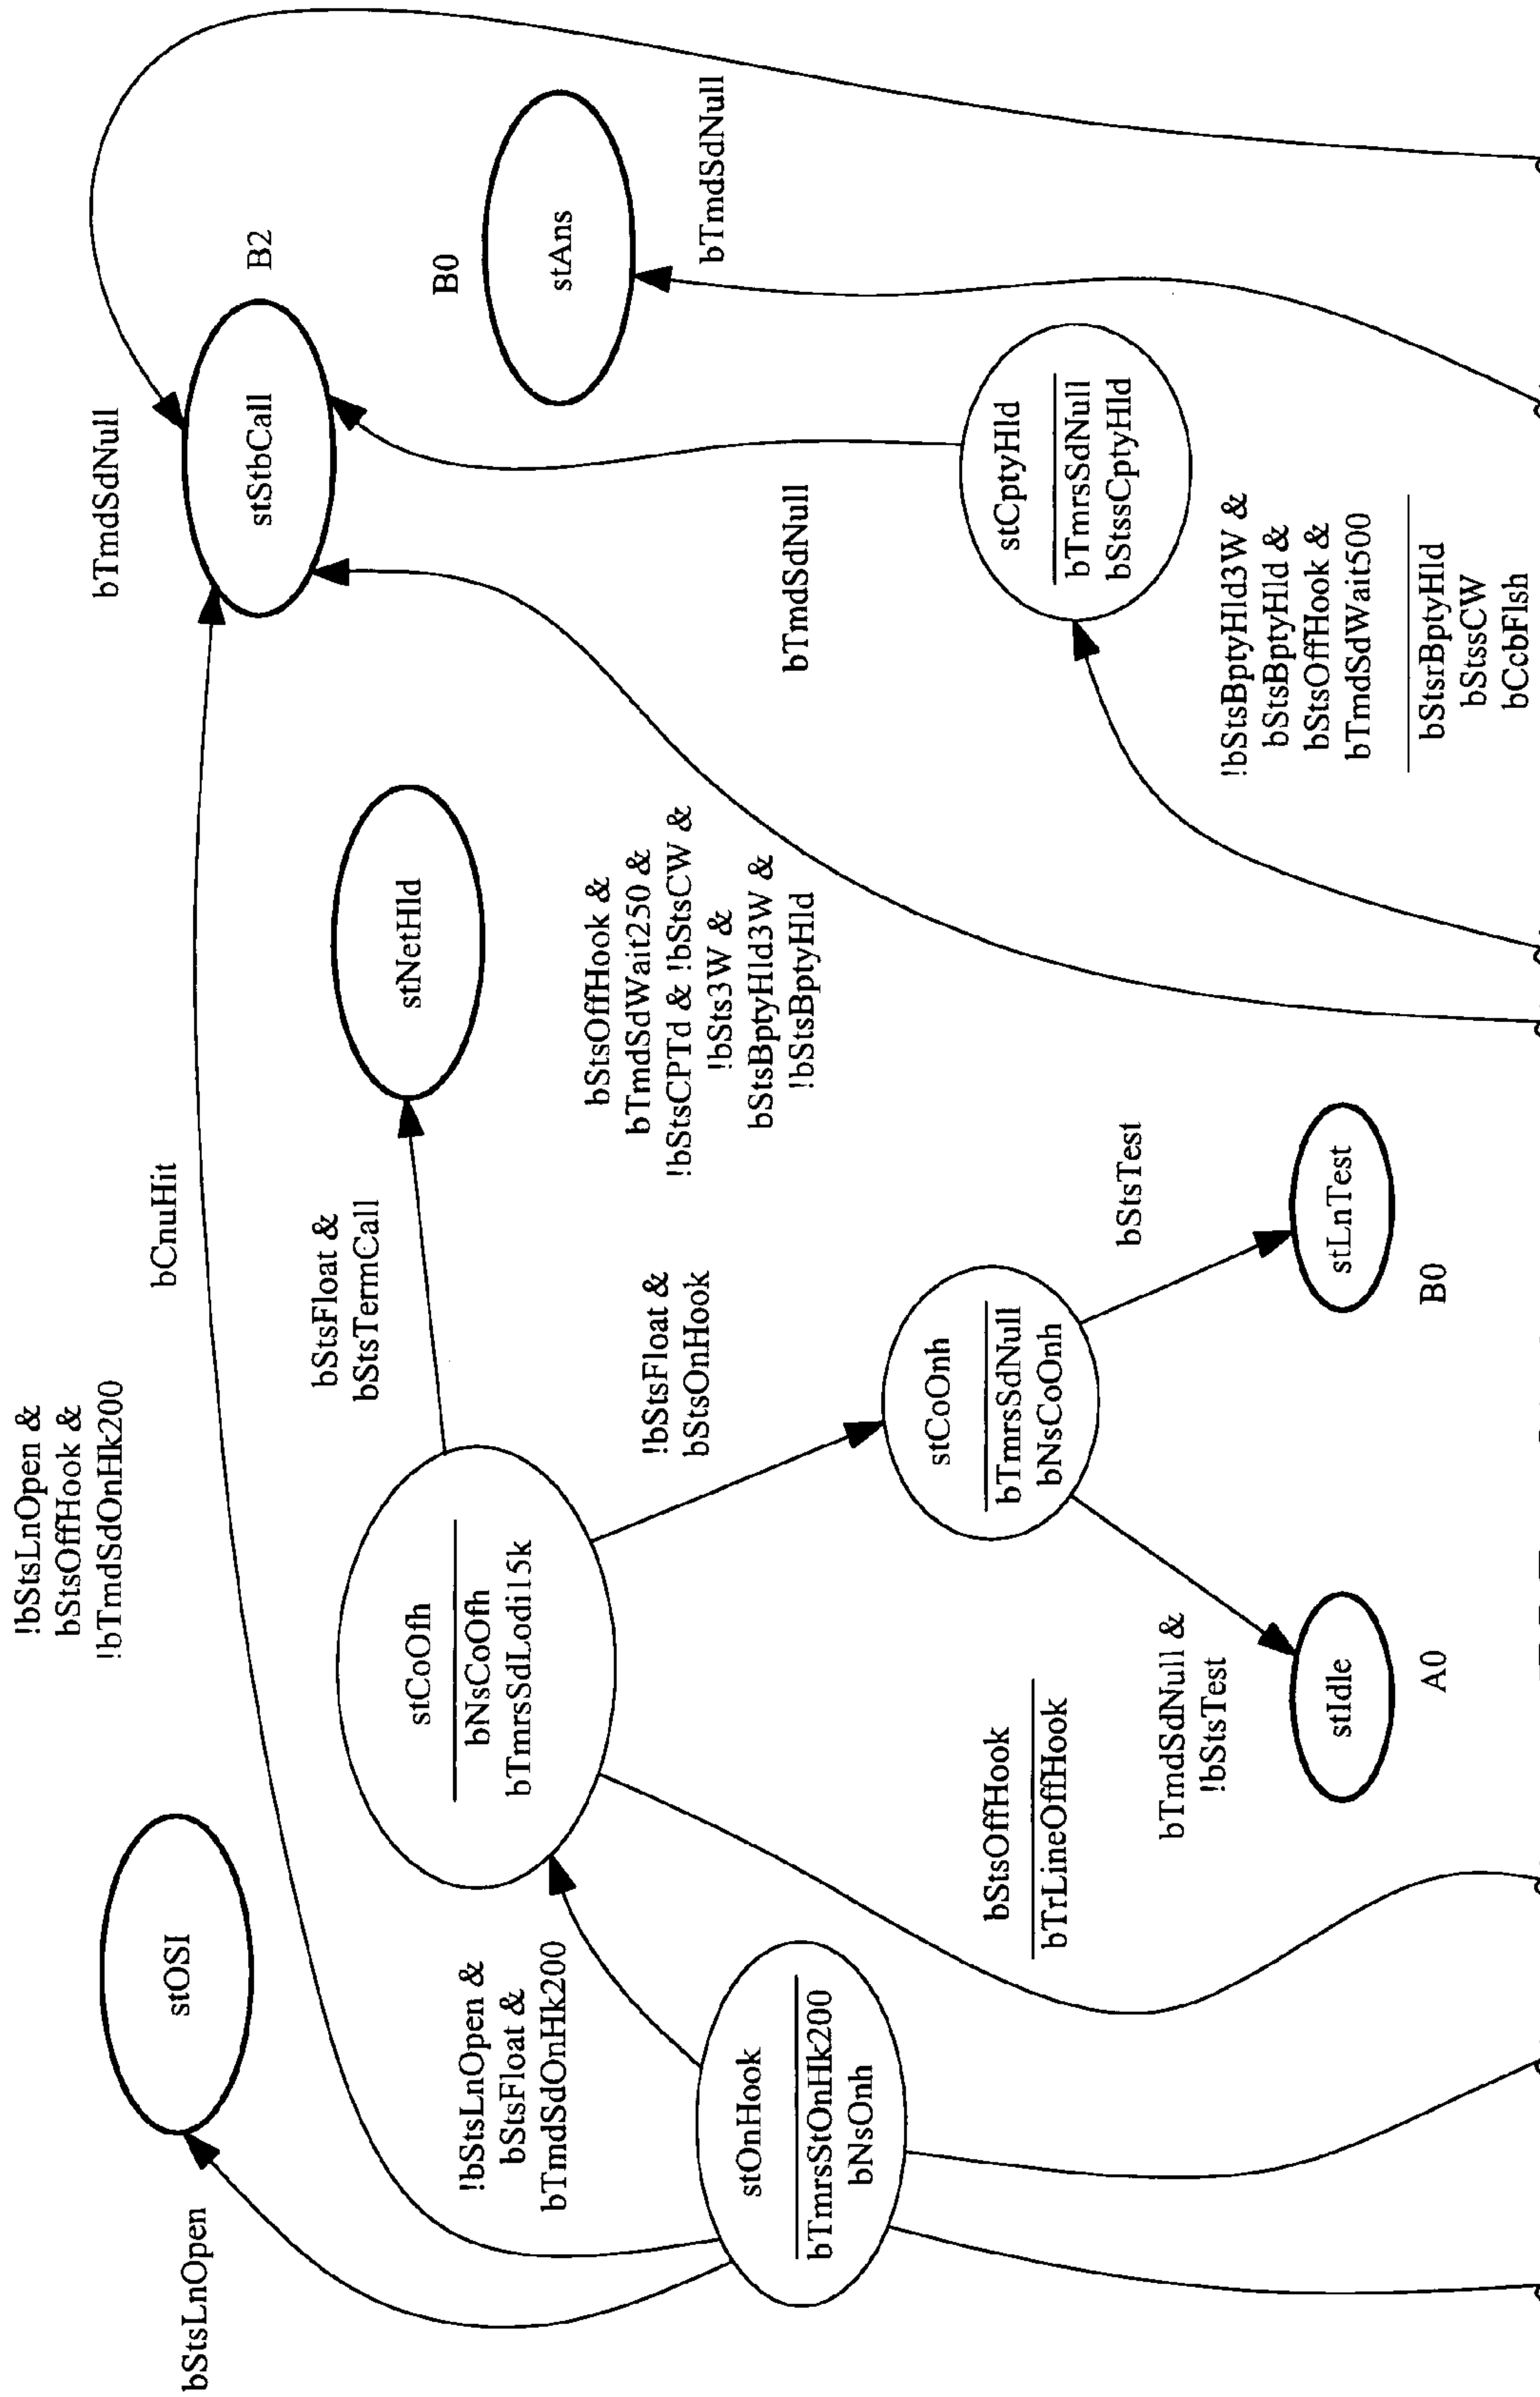 !bStsLnOpen &
bStsOffHook &
!bTmdSdOnHk200
bStsLnOpen
stOSI
bCnuHit
bTmdSdNull
stStbCall
B2
stCoOfh
bNsCoOfh
bTmrsSdLodi15k
bStsFloat &
bStsTermCall
stNetHld
B0
stAns
bTmdSdNull
!bStsLnOpen &
bStsFloat &
bTmdSdOnHk200
!bStsFloat &
bStsOnHook
bStsOffHook &
bTmdSdWait250 &
!bStsCPTd & !bStsCW &
!bSts3W &
bStsBptyHld3W &
!bStsBptyHld
bTmdSdNull
stOnHook
bTmrsStOnHk200
bNsOnh
stCoOnh
bTmrsSdNull
bNsCoOnh
stCptyHld
bTmrsSdNull
bStssCptyHld
bStsOffHook
bTrLineOffHook
bStsTest
bTmdSdNull &
!bStsTest
!bStsBptyHld3W &
bStsBptyHld &
bStsOffHook &
bTmdSdWait500
bStsrBptyHld
bStssCW
bCcbFlsh
stIdle
A0
stLnTest
B0